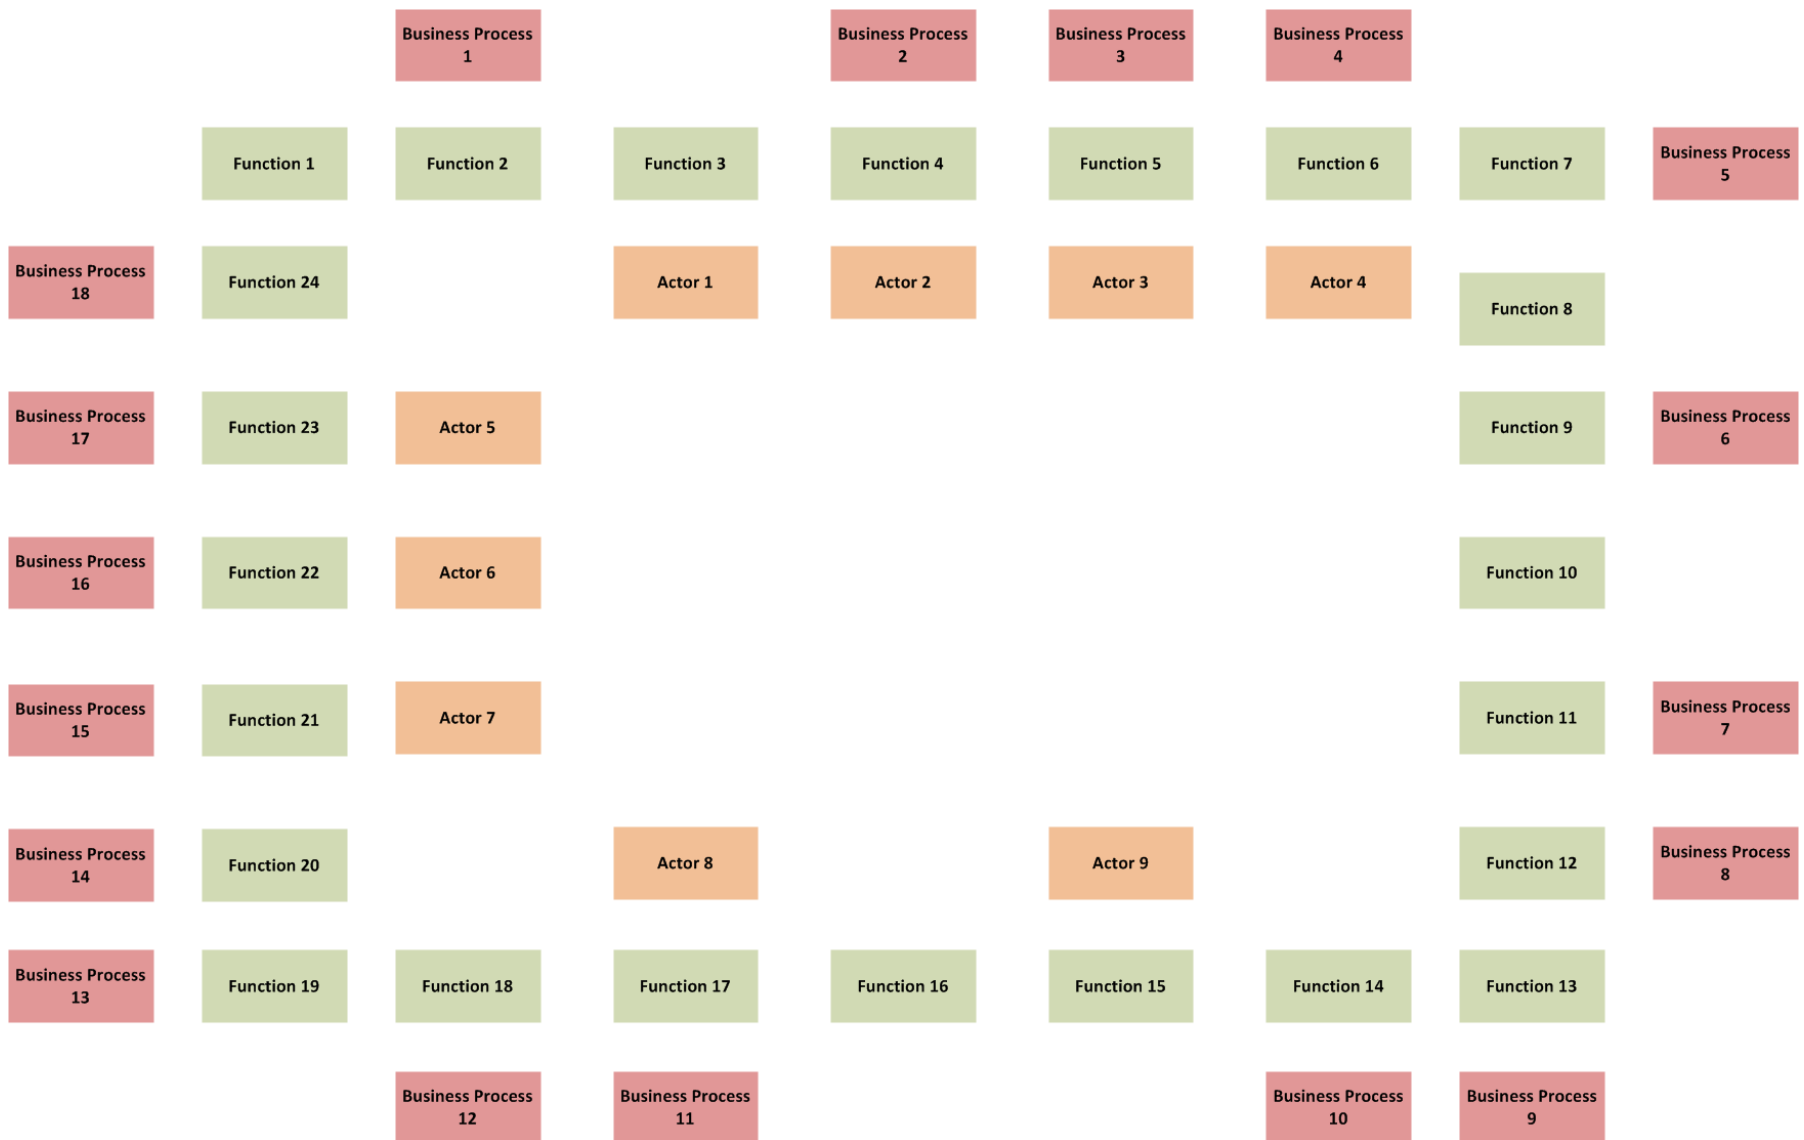 Business Process
1
Business Process
2
Business Process
3
Business Process
4
Function 1
Function 2
Function 3
Function 4
Function 5
Function 6
Function 7
Business Process
5
Business Process
18
Function 24
Actor 1
Actor 2
Actor 3
Actor 4
Function 8
Business Process
17
Function 23
Actor 5
Function 9
Business Process
6
Business Process
16
Function 22
Actor 6
Function 10
Business Process
15
Function 21
Actor 7
Function 11
Business Process
7
Business Process
14
Function 20
Actor 8
Actor 9
Function 12
Business Process
8
Business Process
13
Function 19
Function 18
Function 17
Function 16
Function 15
Function 14
Function 13
Business Process
12
Business Process
11
Business Process
10
Business Process
9